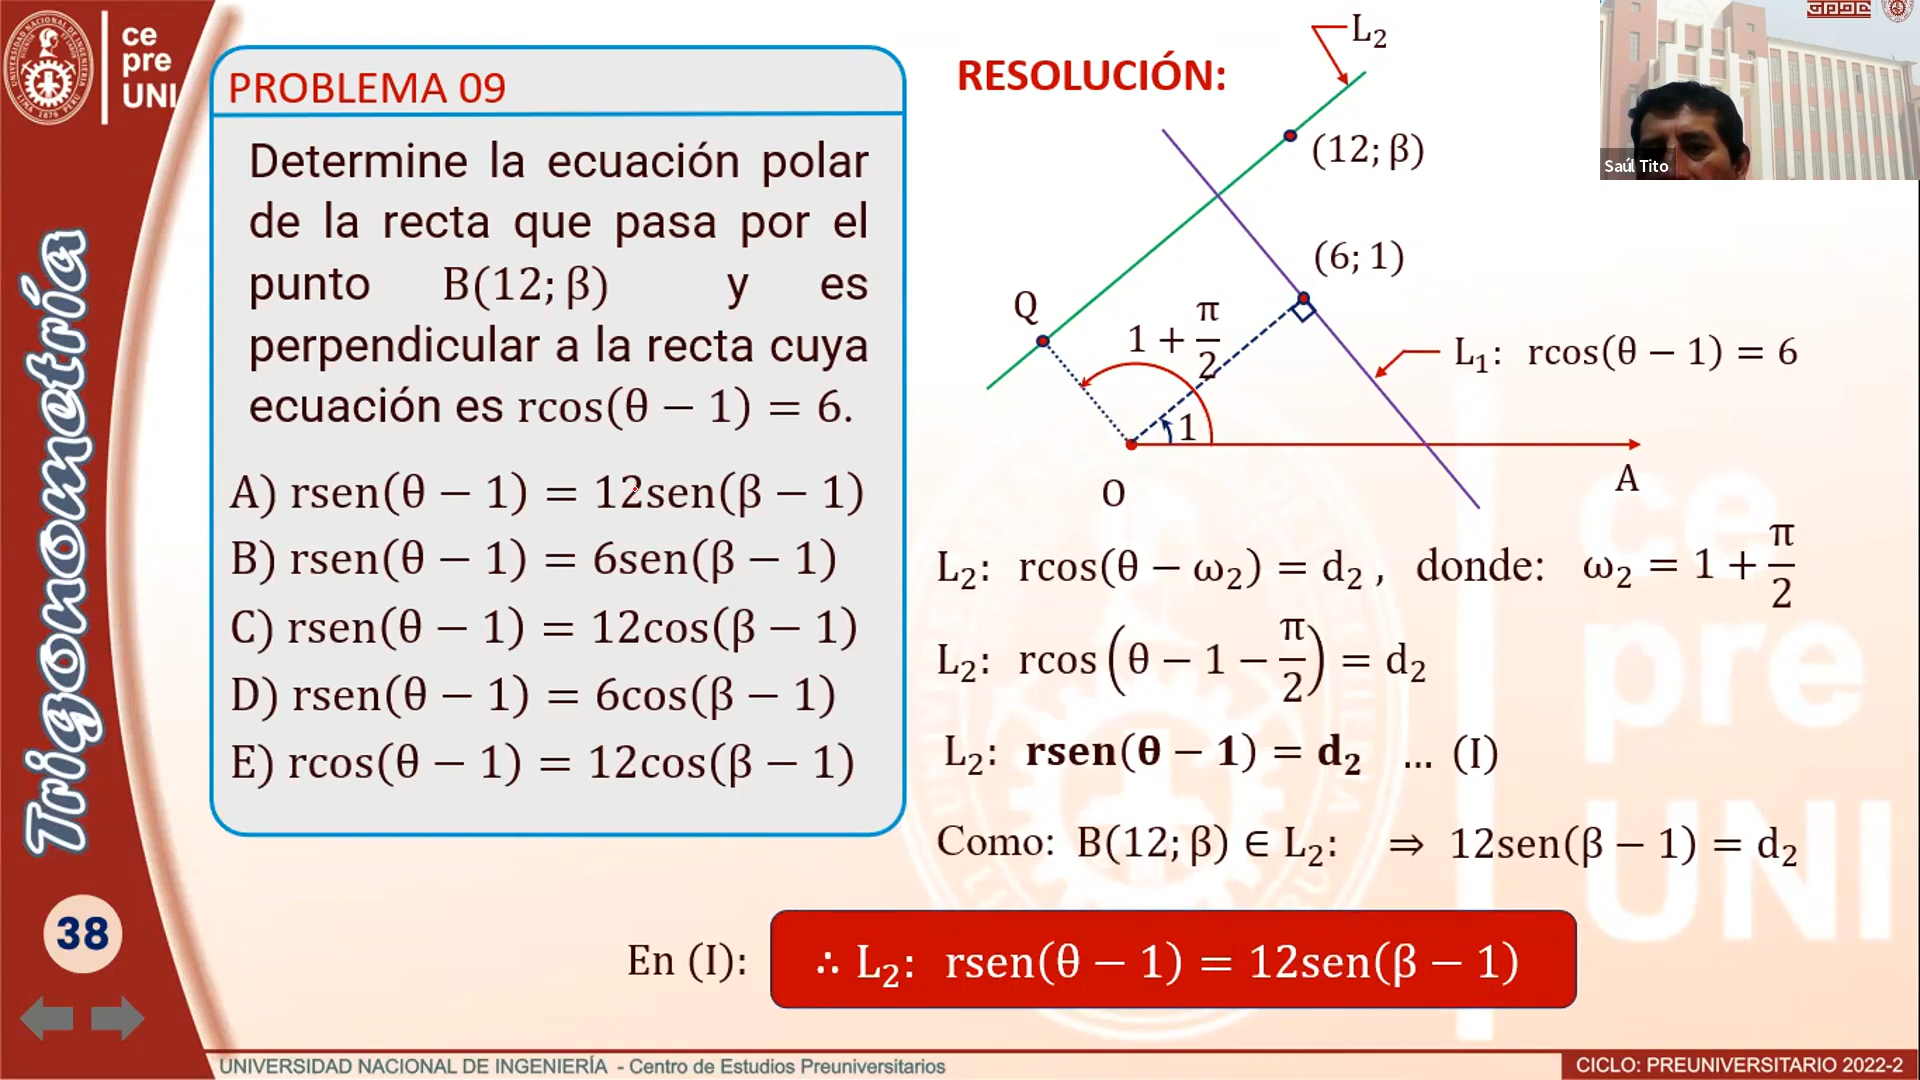 ce
pre
UNI
Trigonometría
38
PROBLEMA 09
Determine la ecuación polar
de la recta que pasa por el
punto B(12; β) y es
perpendicular a la recta cuya
ecuación es rcos(θ − 1) = 6.
A) rsen(θ − 1) = 12sen(β − 1)
B) rsen(θ − 1) = 6sen(β − 1)
C) rsen(θ − 1) = 12cos(β − 1)
D) rsen(θ − 1) = 6cos(β − 1)
E) rcos(θ − 1) = 12cos(β − 1)
RESOLUCIÓN:
L₂
(12; β)
(6; 1)
Q
1 + π/2
L₁: rcos(θ − 1) = 6
1
O
A
L₂: rcos(θ − ω₂) = d₂ , donde: ω₂ = 1 + π/2
L₂: rcos(θ − 1 − π/2) = d₂
L₂: rsen(θ − 1) = d₂ ... (I)
Como: B(12; β) ∈ L₂: ⇒ 12sen(β − 1) = d₂
En (I): ∴ L₂: rsen(θ − 1) = 12sen(β − 1)
Saúl Tito
ce
pre
UNI
UNIVERSIDAD NACIONAL DE INGENIERÍA - Centro de Estudios Preuniversitarios
CICLO: PREUNIVERSITARIO 2022-2